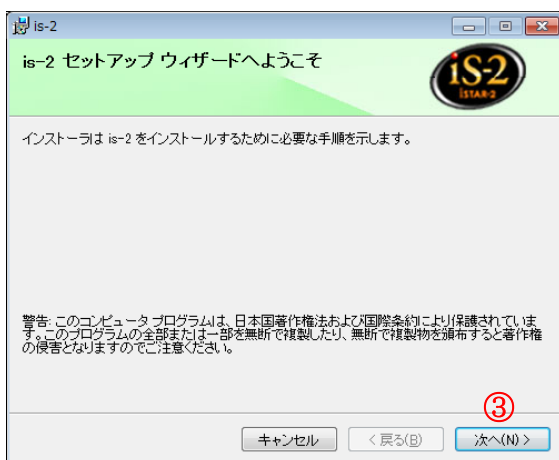 is-2
is-2 セットアップ ウィザードへようこそ
iS-2
ISTAR-2
インストーラは is-2 をインストールするために必要な手順を示します。
警告: このコンピュータ プログラムは、日本国著作権法および国際条約により保護されていま
す。このプログラムの全部または一部を無断で複製したり、無断で複製物を頒布すると著作権
の侵害となりますのでご注意ください。
③
キャンセル
< 戻る(B)
次へ(N) >